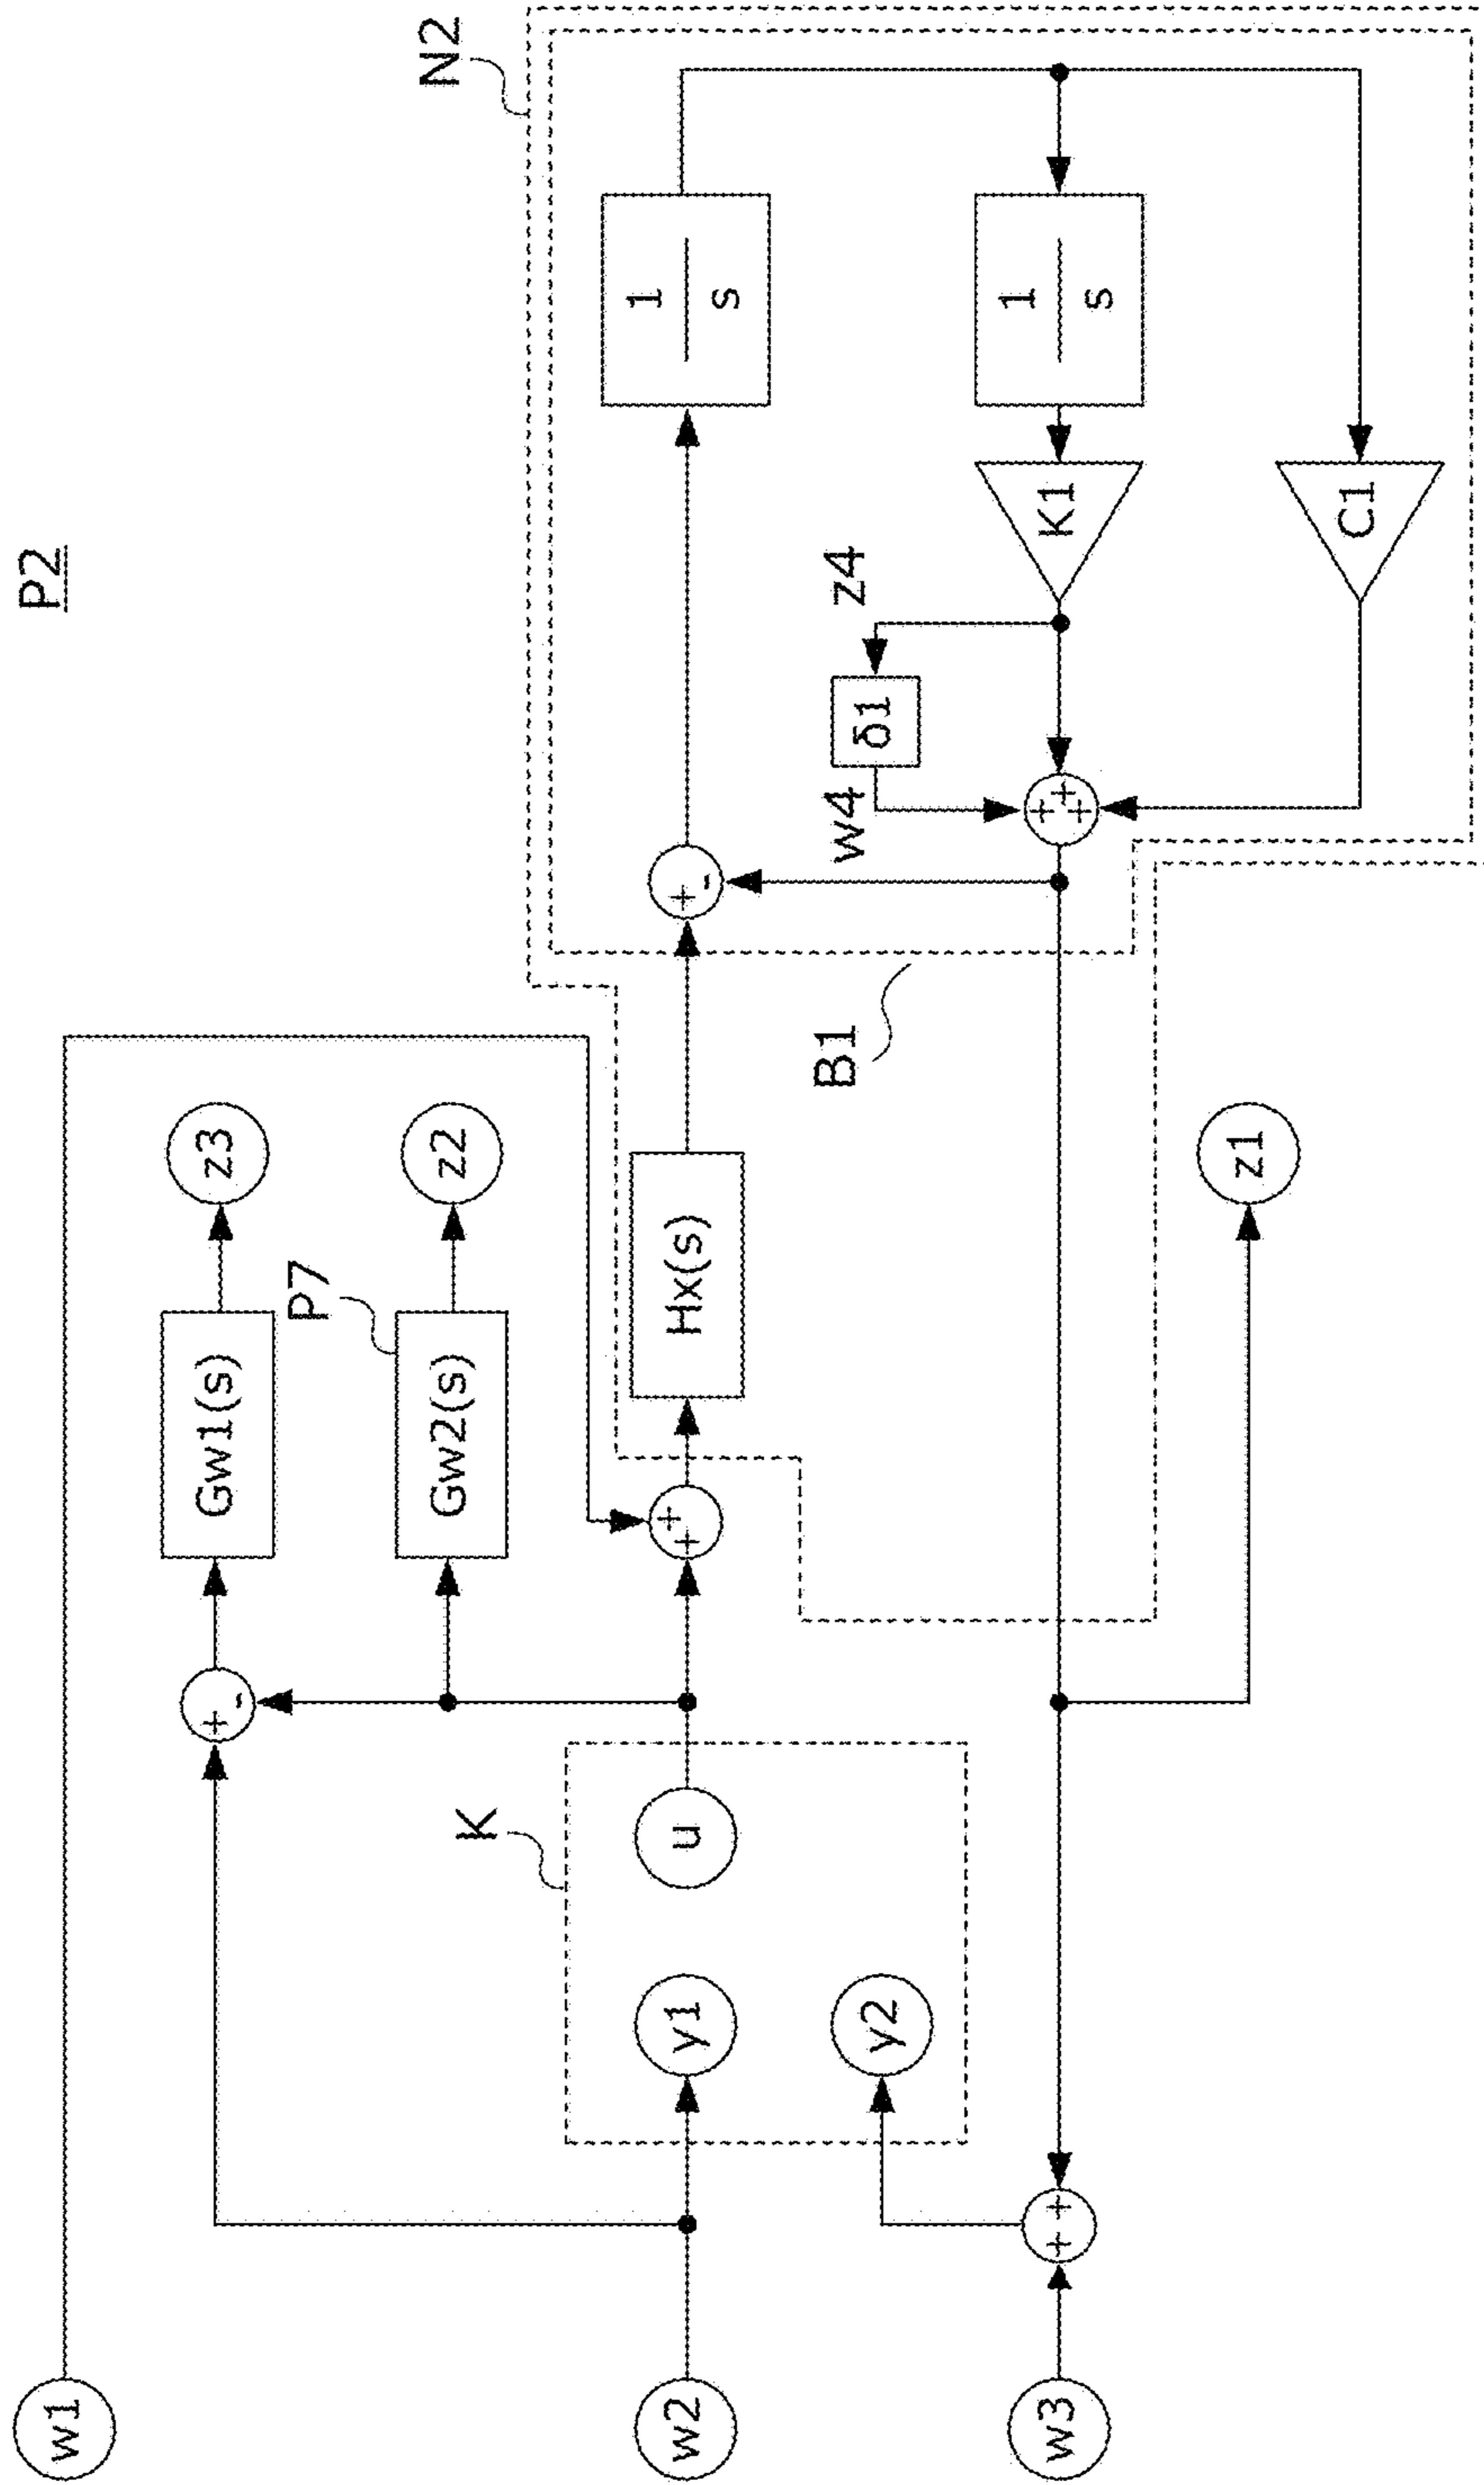 P2
w1
z3
Gw1(s)
+
-
z2
P7
Gw2(s)
N2
K
w2
y1
u
+
+
Hx(s)
+
-
1
s
y2
w4
δ1
z4
B1
w3
+
+
+
+
+
K1
1
s
z1
C1